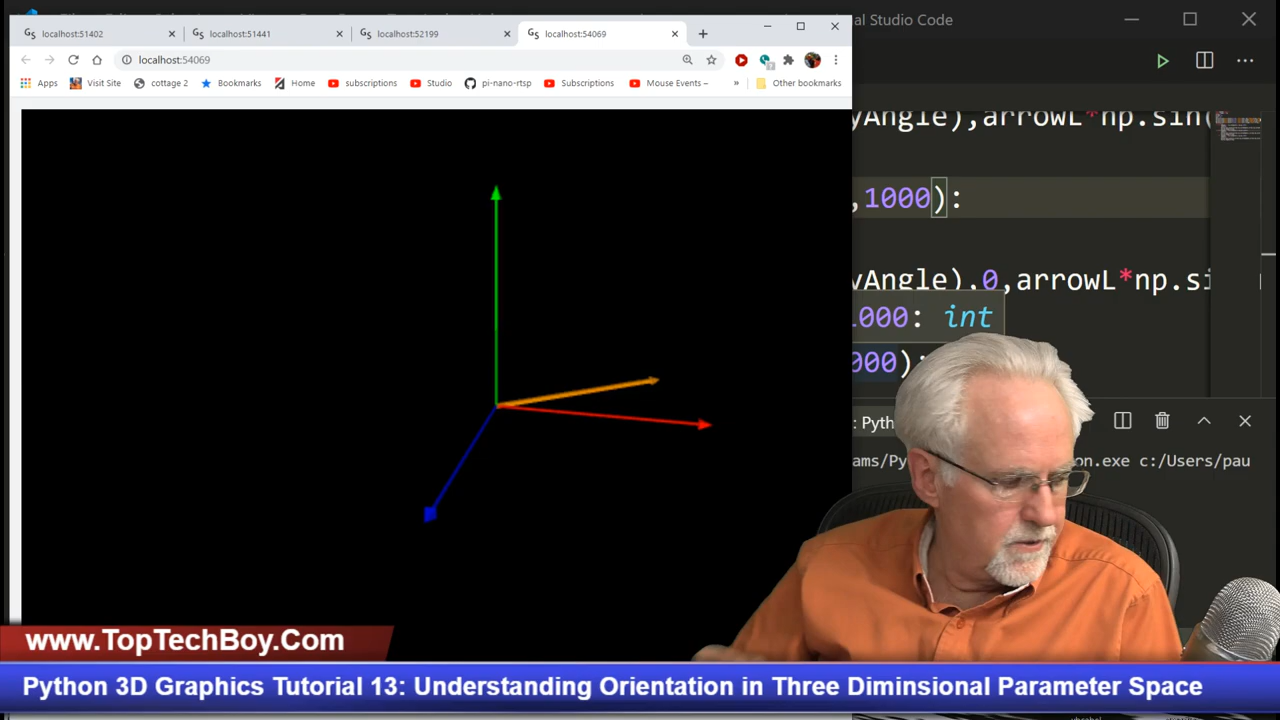 localhost:51402
localhost:51441
localhost:52199
localhost:54069
al Studio Code
localhost:54069
Apps
Visit Site
cottage 2
Bookmarks
Home
subscriptions
Studio
pi-nano-rtsp
Subscriptions
Mouse Events –
»
Other bookmarks
yAngle),arrowL*np.sin(
,1000):
yAngle),0,arrowL*np.si
1000: int
000):
: Pyth
ams/Py
on.exe c:/Users/pau
www.TopTechBoy.Com
Python 3D Graphics Tutorial 13: Understanding Orientation in Three Diminsional Parameter Space